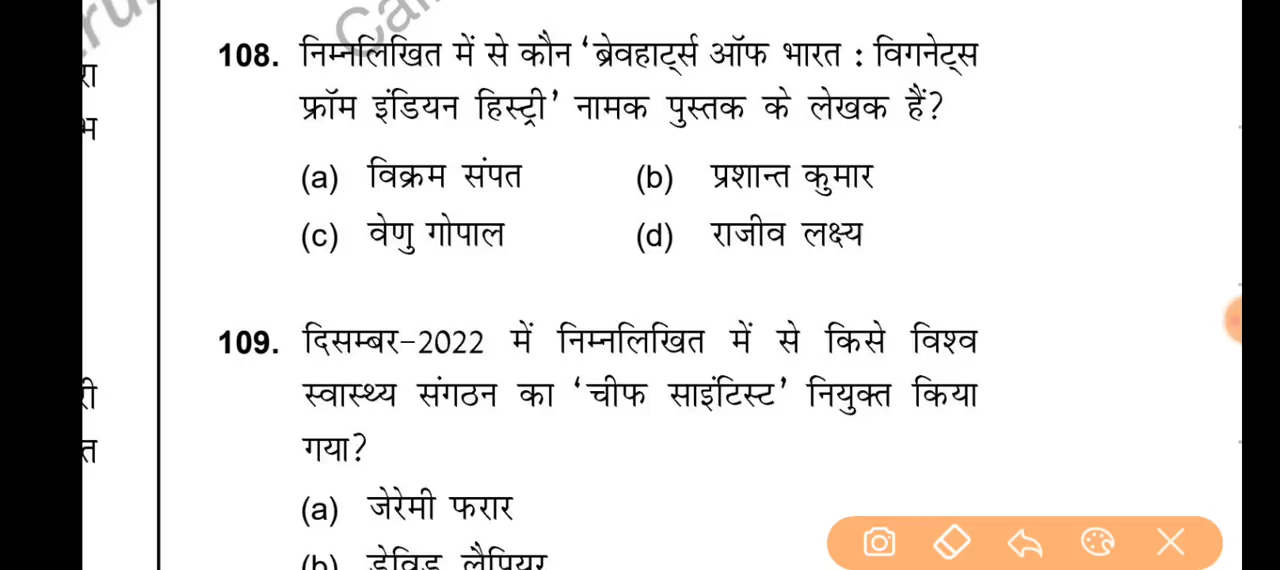 108. निम्नलिखित में से कौन ‘ब्रेवहार्ट्स ऑफ भारत : विगनेट्स
फ्रॉम इंडियन हिस्ट्री’ नामक पुस्तक के लेखक हैं?
(a) विक्रम संपत (b) प्रशान्त कुमार
(c) वेणु गोपाल (d) राजीव लक्ष्य
109. दिसम्बर-2022 में निम्नलिखित में से किसे विश्व
स्वास्थ्य संगठन का ‘चीफ साइंटिस्ट’ नियुक्त किया
गया?
(a) जेरेमी फरार
(b) डेविड लैपियर